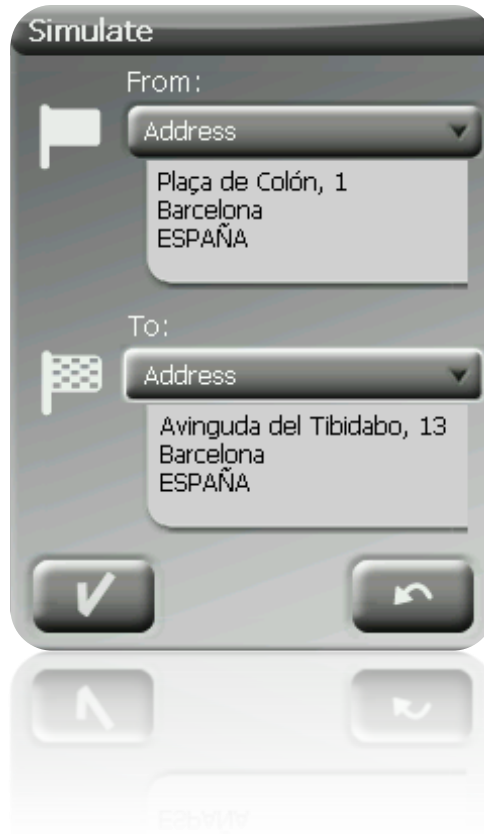 Simulate
From:
Address
Plaça de Colón, 1
Barcelona
ESPAÑA
To:
Address
Avinguda del Tibidabo, 13
Barcelona
ESPAÑA